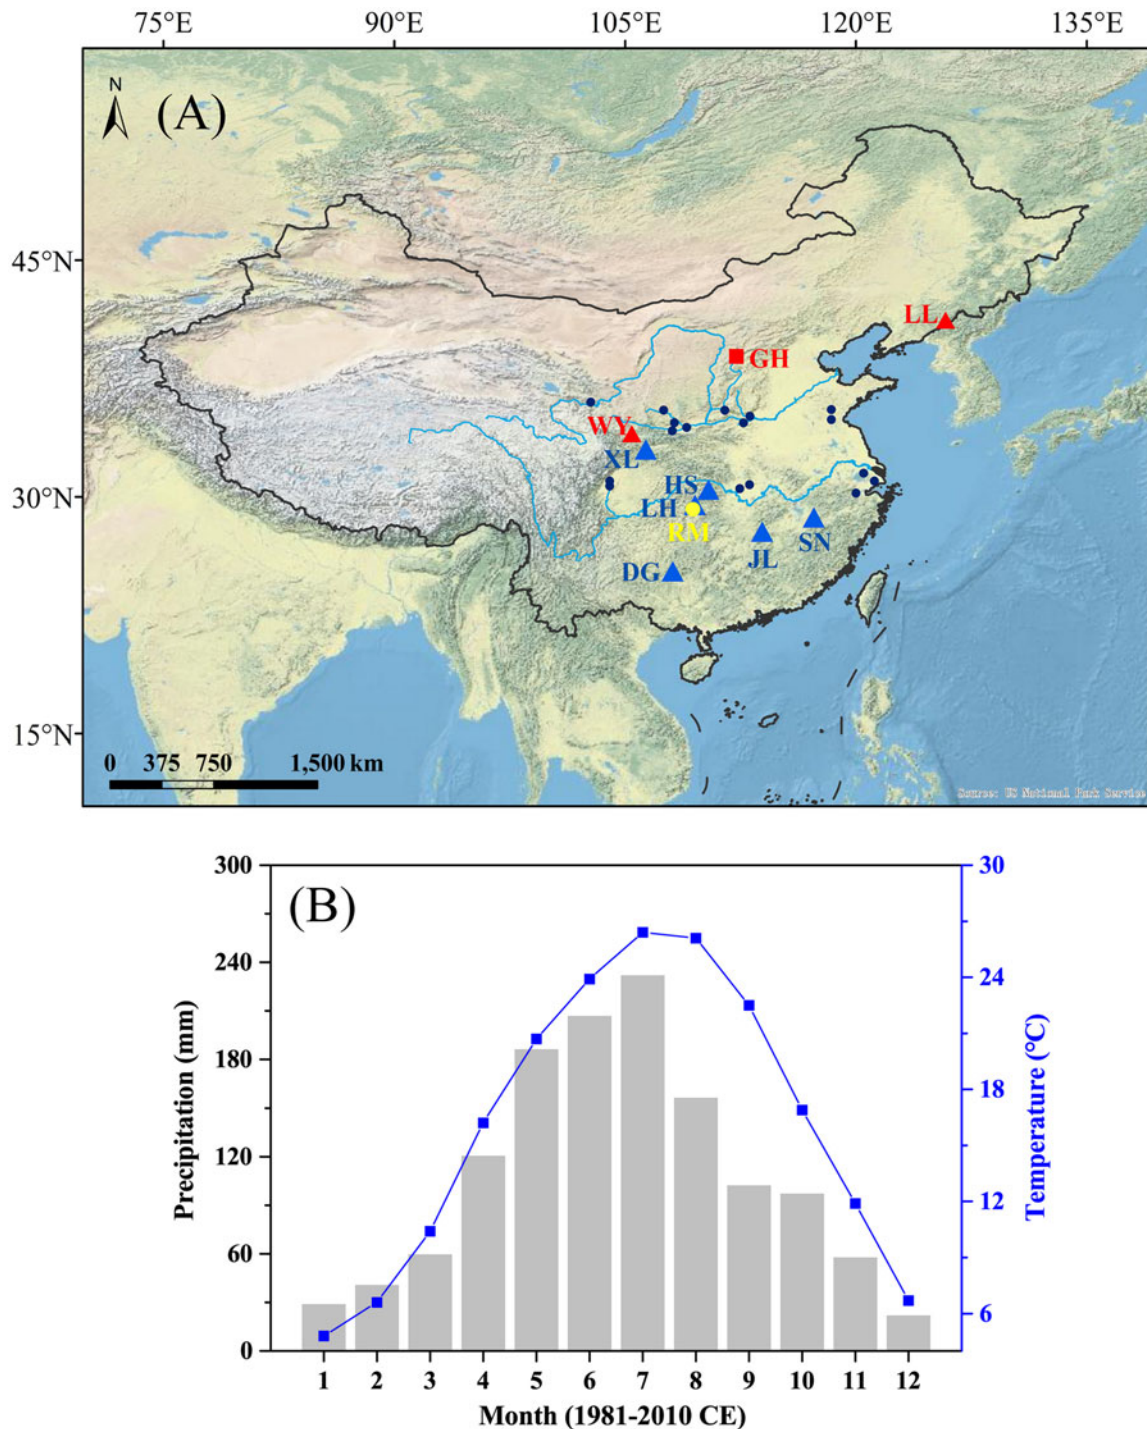 75°E 90°E 105°E 120°E 135°E
N
(A)
45°N
LL
GH
WY
XL
HS
30°N
LH
RM
SN
JL
DG
15°N
0 375 750 1,500 km
Source: US National Park Service
300 30
(B)
240 24
180 18
120 12
60 6
0
Precipitation (mm)
Temperature (°C)
1 2 3 4 5 6 7 8 9 10 11 12
Month (1981-2010 CE)